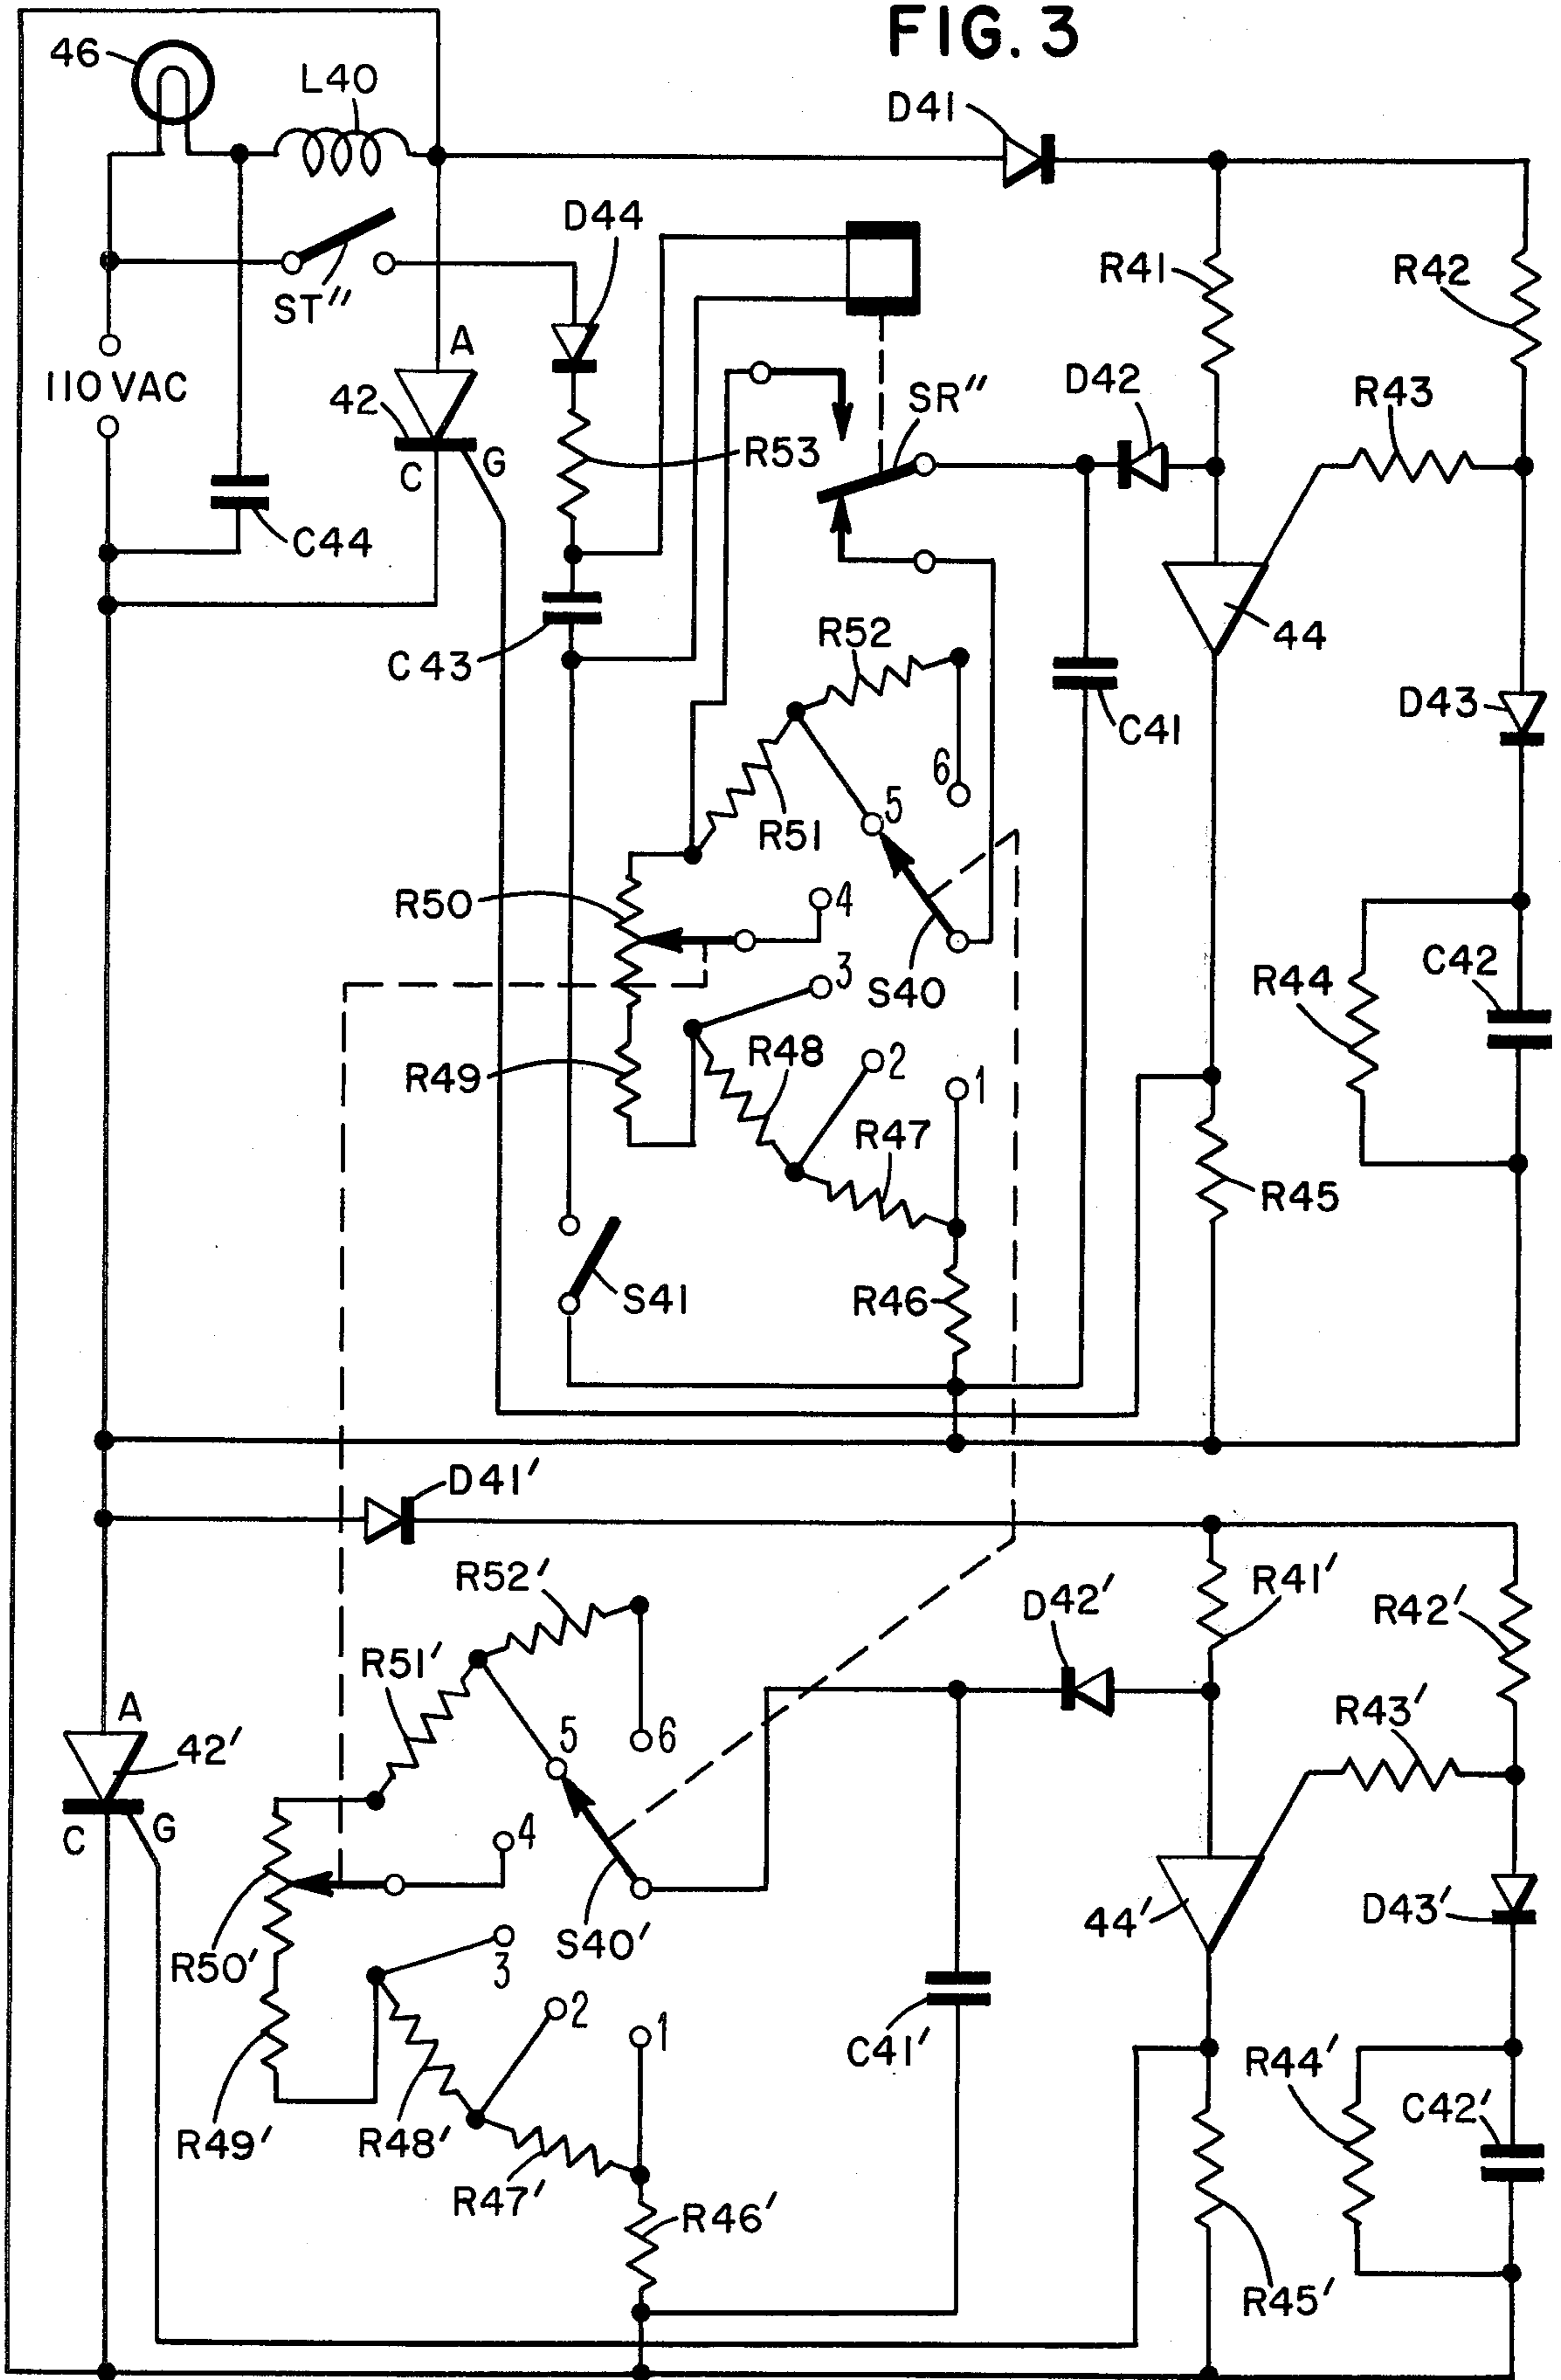 FIG. 3
46
L40
D41
D44
R41
R42
ST"
A
110 VAC
42
D42
R43
SR"
C
G
R53
C44
R52
44
C43
D43
C41
6
5
R51
R50
4
C42
3
R44
S40
R48
2
R49
1
R47
R45
S41
R46
D41'
R52'
R41'
D42'
R42'
R51'
A
R43'
5
6
42'
C
G
4
D43'
44'
S40'
R50'
3
2
1
C41'
R44'
C42'
R49'
R48'
R47'
R46'
R45'